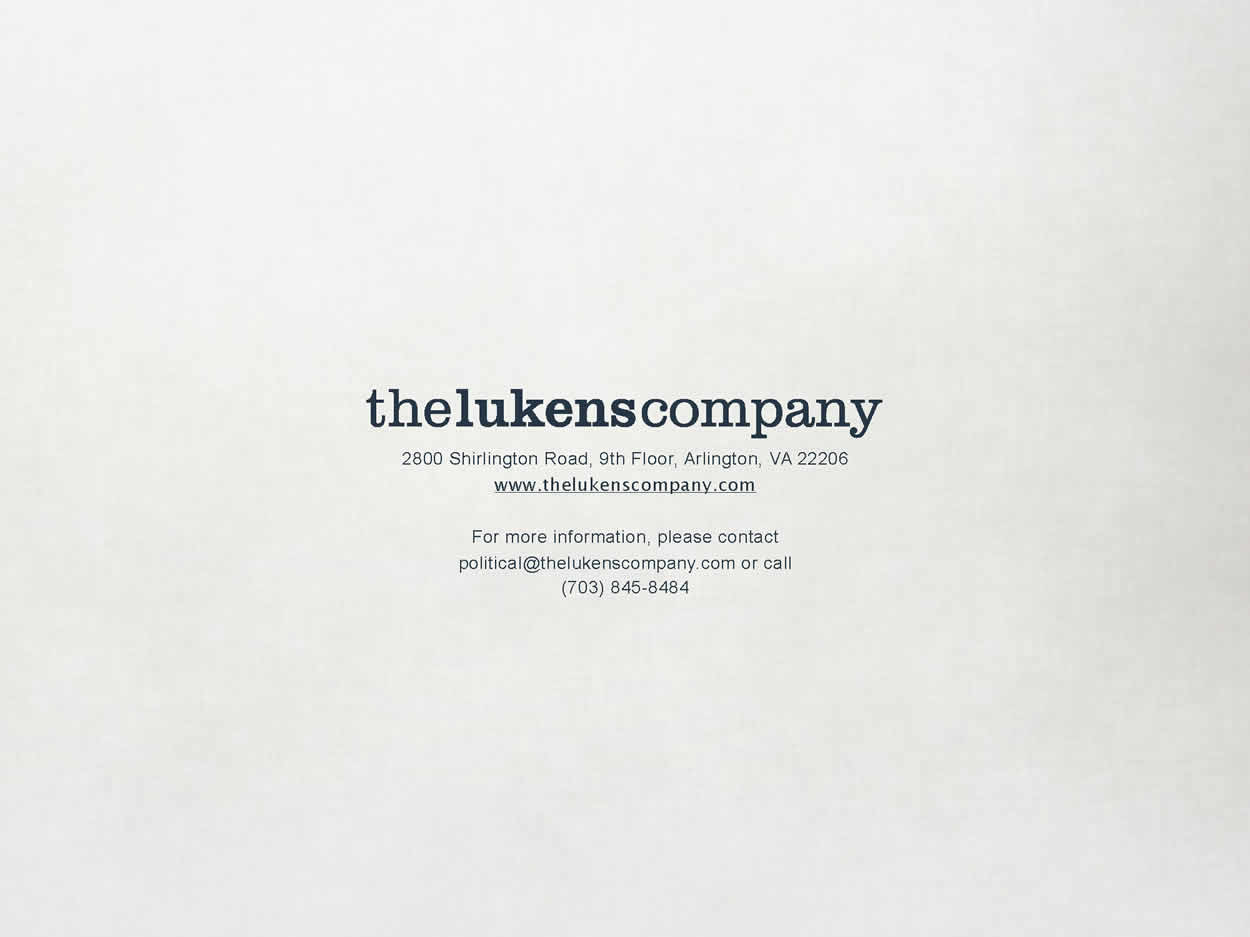 thelukenscompany
2800 Shirlington Road, 9th Floor, Arlington, VA 22206
www.thelukenscompany.com
For more information, please contact
political@thelukenscompany.com or call
(703) 845-8484